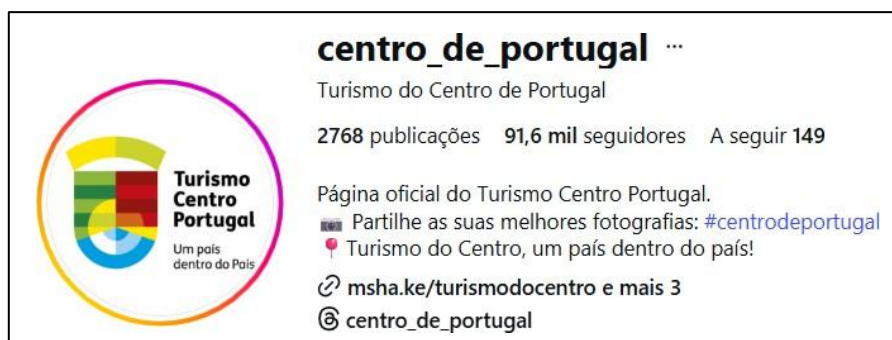 centro_de_portugal ...
Turismo do Centro de Portugal
2768 publicações 91,6 mil seguidores A seguir 149
Turismo
Centro
Portugal
Um país
dentro do País
Página oficial do Turismo Centro Portugal.
📷 Partilhe as suas melhores fotografias: #centrodeportugal
📍 Turismo do Centro, um país dentro do país!
msha.ke/turismodocentro e mais 3
centro_de_portugal